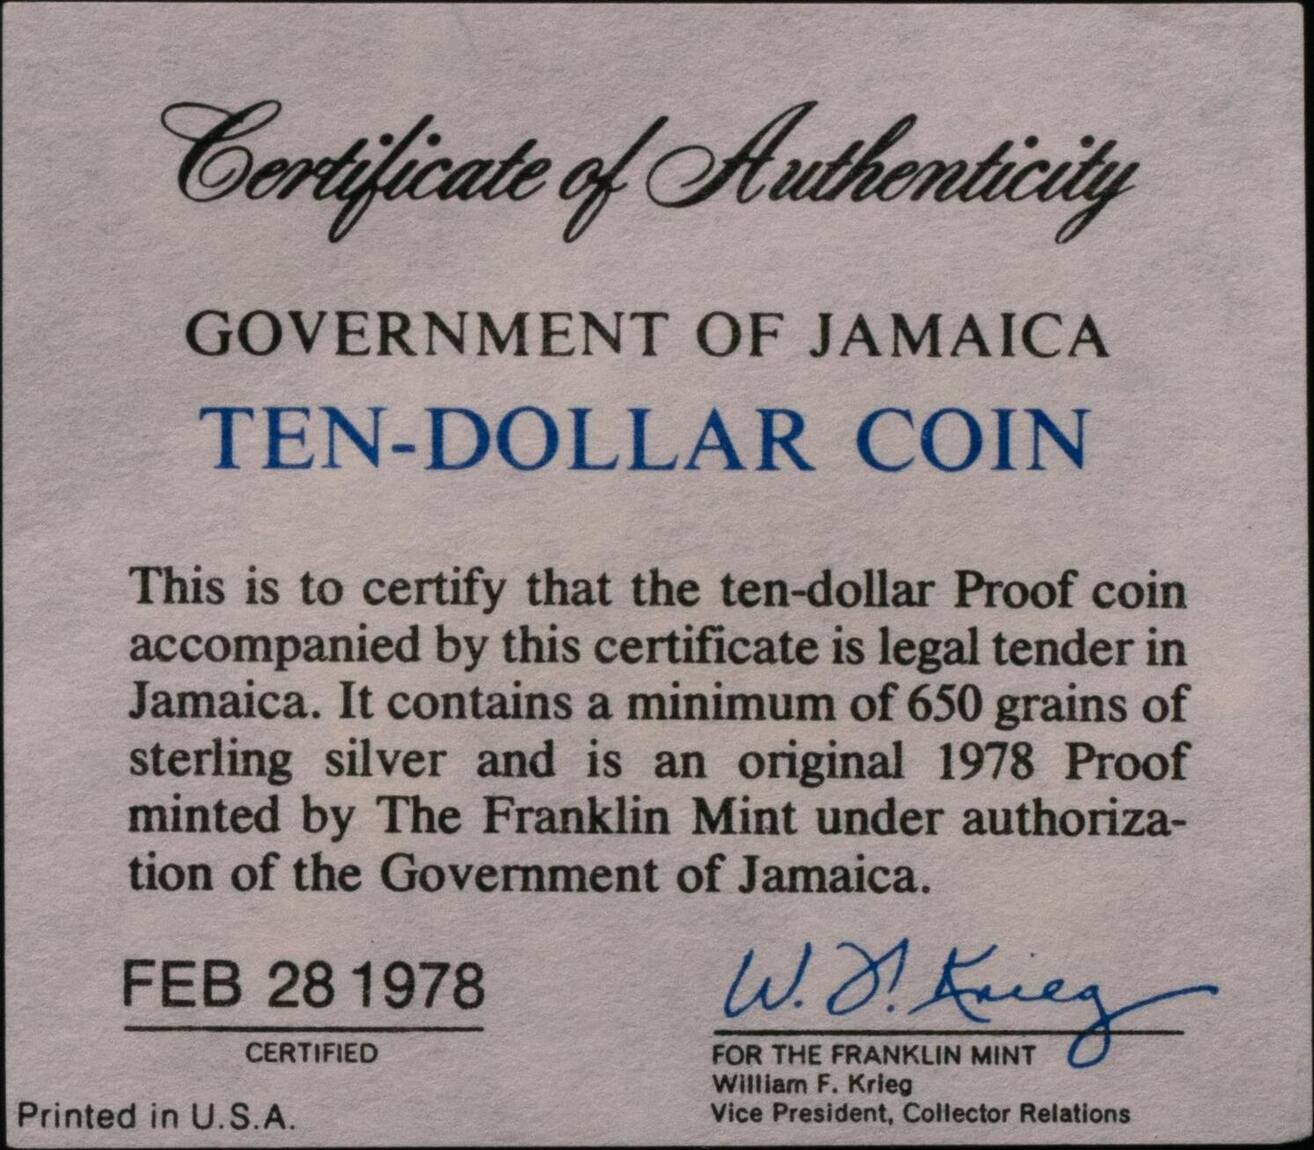 Certificate of Authenticity
GOVERNMENT OF JAMAICA
TEN-DOLLAR COIN
This is to certify that the ten-dollar Proof coin
accompanied by this certificate is legal tender in
Jamaica. It contains a minimum of 650 grains of
sterling silver and is an original 1978 Proof
minted by The Franklin Mint under authoriza-
tion of the Government of Jamaica.
FEB 28 1978
CERTIFIED
W. F. Krieg
FOR THE FRANKLIN MINT
William F. Krieg
Vice President, Collector Relations
Printed in U.S.A.